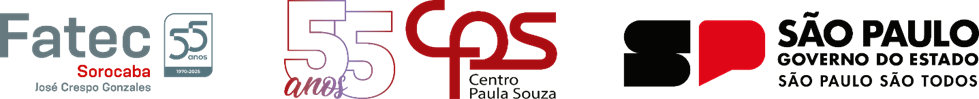 Fatec
Sorocaba
José Crespo Gonzales
55
anos
1970-2025
55
anos
CPS
Centro
Paula Souza
SP
SÃO PAULO
GOVERNO DO ESTADO
SÃO PAULO SÃO TODOS